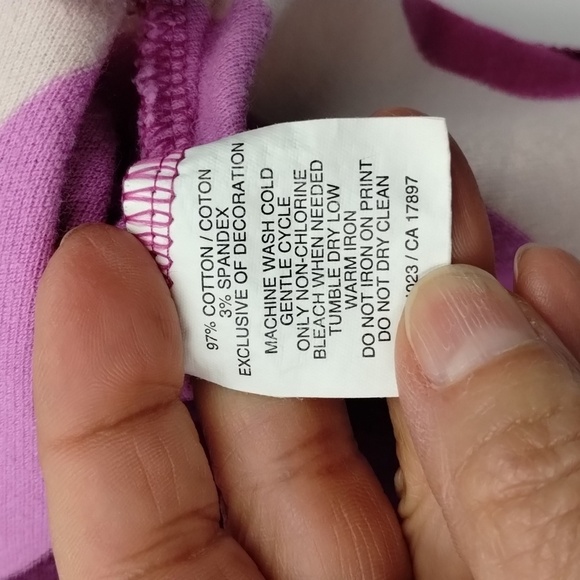 97% COTTON / COTON
3% SPANDEX
EXCLUSIVE OF DECORATION
MACHINE WASH COLD
GENTLE CYCLE
ONLY NON-CHLORINE
BLEACH WHEN NEEDED
TUMBLE DRY LOW
WARM IRON
DO NOT IRON ON PRINT
DO NOT DRY CLEAN
/ CA 17897